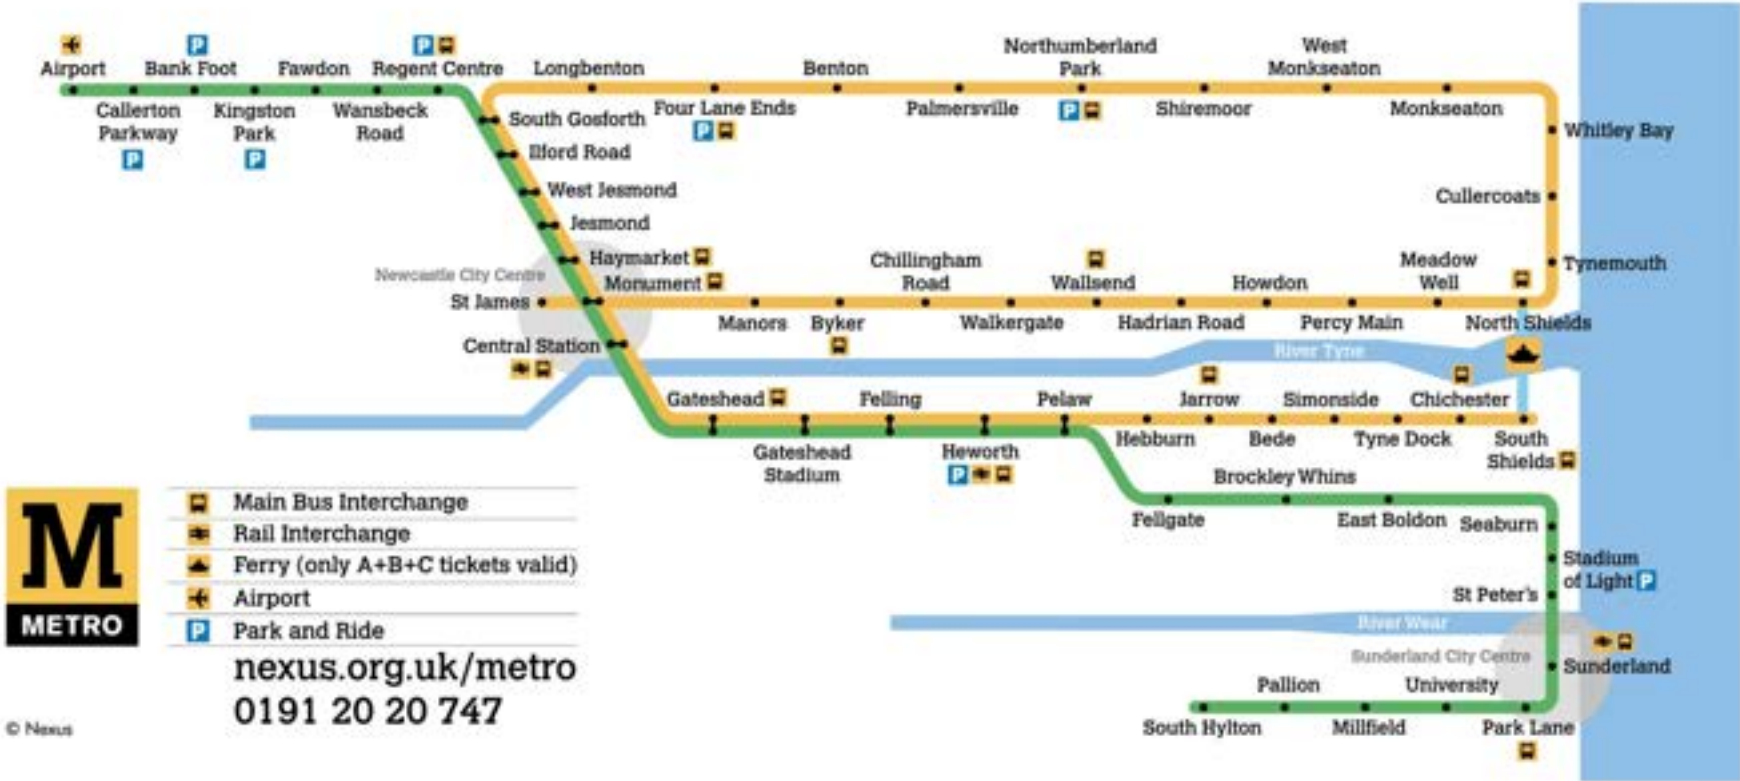 Airport
Bank Foot
Fawdon
Regent Centre
Callerton
Parkway
Kingston
Park
Wansbeck
Road
Longbenton
Four Lane Ends
Benton
Palmersville
Northumberland
Park
Shiremoor
West
Monkseaton
Monkseaton
Whitley Bay
Cullercoats
Tynemouth
South Gosforth
Ilford Road
West Jesmond
Jesmond
Haymarket
Newcastle City Centre
Monument
St James
Central Station
Manors
Byker
Chillingham
Road
Walkergate
Wallsend
Hadrian Road
Howdon
Percy Main
Meadow
Well
North Shields
River Tyne
Gateshead
Gateshead
Stadium
Felling
Heworth
Pelaw
Hebburn
Jarrow
Bede
Simonside
Tyne Dock
Chichester
South
Shields
Fellgate
Brockley Whins
East Boldon
Seaburn
Stadium
of Light
St Peter's
River Wear
Sunderland City Centre
Sunderland
Park Lane
University
Millfield
Pallion
South Hylton
M
METRO
Main Bus Interchange
Rail Interchange
Ferry (only A+B+C tickets valid)
Airport
P Park and Ride
nexus.org.uk/metro
0191 20 20 747
© Nexus